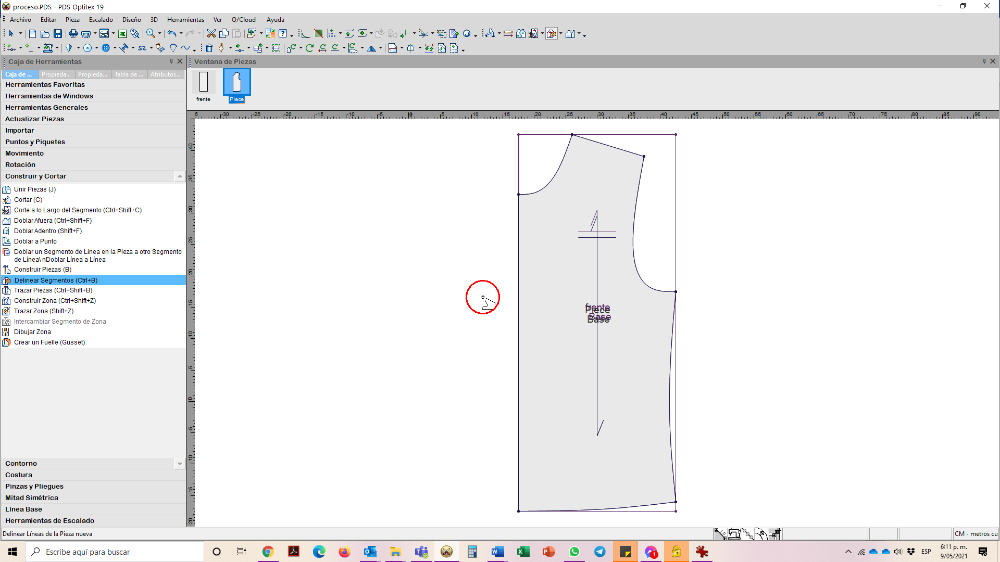 proceso.PDS - PDS Optitex 19
Archivo Editar Pieza Escalado Diseño 3D Herramientas Ver O/Cloud Ayuda
Caja de Herramientas
Ventana de Piezas
Caja de ... Propieda... Propieda... Tabla de ... Atributos...
Herramientas Favoritas
Herramientas de Windows
Herramientas Generales
Actualizar Piezas
Importar
Puntos y Piquetes
Movimiento
Rotación
Construir y Cortar
Unir Piezas (J)
Cortar (C)
Corte a lo Largo del Segmento (Ctrl+Shift+C)
Doblar Afuera (Ctrl+Shift+F)
Doblar Adentro (Shift+F)
Doblar a Punto
Doblar un Segmento de Línea en la Pieza a otro Segmento
de Línea\ nDoblar Línea a Línea
Construir Piezas (B)
Delinear Segmentos (Ctrl+B)
Trazar Piezas (Ctrl+Shift+B)
Construir Zona (Ctrl+Shift+Z)
Trazar Zona (Shift+Z)
Intercambiar Segmento de Zona
Dibujar Zona
Crear un Fuelle (Gusset)
Contorno
Costura
Pinzas y Pliegues
Mitad Simétrica
Línea Base
Herramientas de Escalado
frente Piece
5 -30 -25 -20 -15 -10 -5 0 5 10 15 20 25 30 35 40 45 50 55 60 65 70 75 80 85 90
40
35
30
25
20
15
10
5
0
-5
-10
-15
-20
frente
Piece
Base
Base
Delinear Líneas de la Pieza nueva
CM - metros cu
Escribe aquí para buscar
1
ESP
6:11 p. m.
9/05/2021